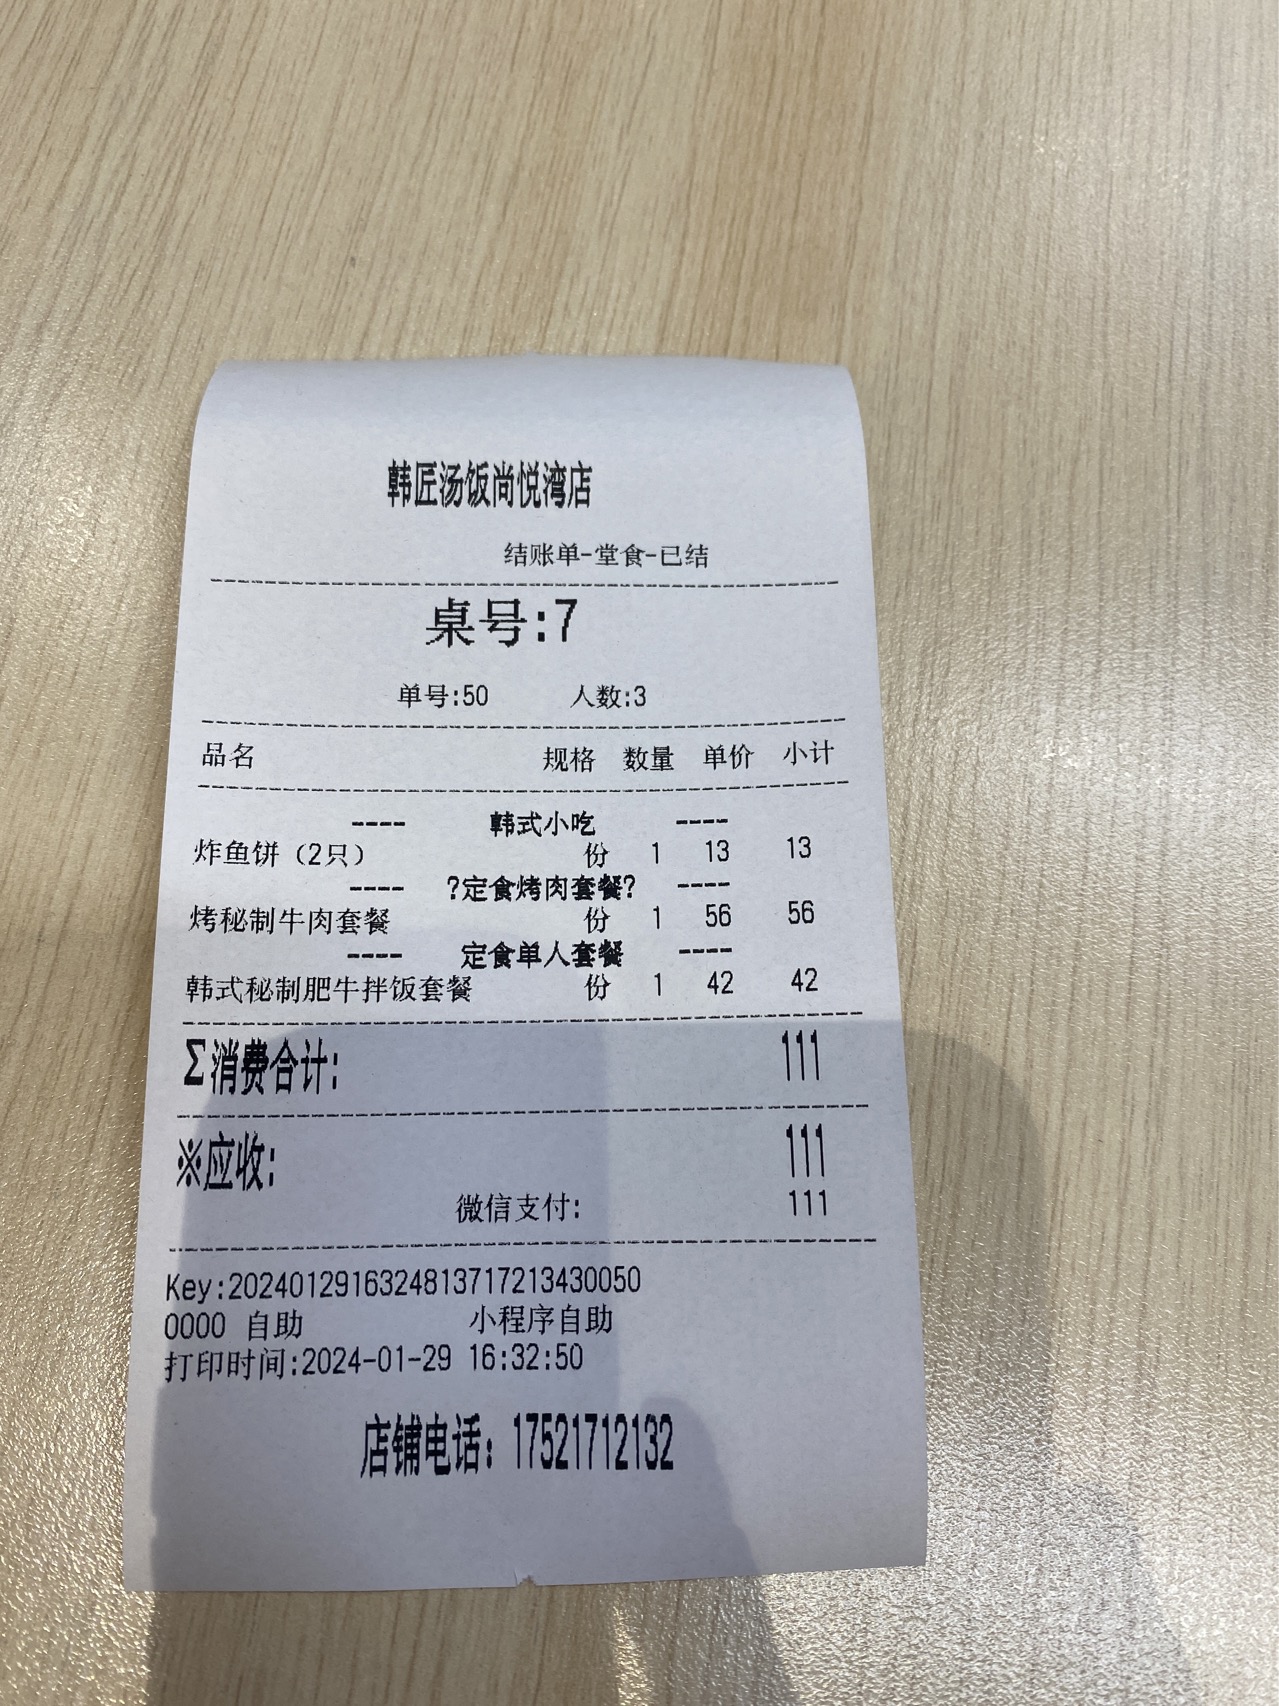 韩匠汤饭尚悦湾店
结账单-堂食-已结
桌号:7
单号:50 人数:3
品名 规格 数量 单价 小计
---- 韩式小吃 ----
炸鱼饼（2只） 份 1 13 13
---- ?定食烤肉套餐? ----
烤秘制牛肉套餐 份 1 56 56
---- 定食单人套餐 ----
韩式秘制肥牛拌饭套餐 份 1 42 42
Σ消费合计: 111
※应收: 111
微信支付: 111
Key:20240129163248137172134​30050
0000 自助 小程序自助
打印时间:2024-01-29 16:32:50
店铺电话：17521712132